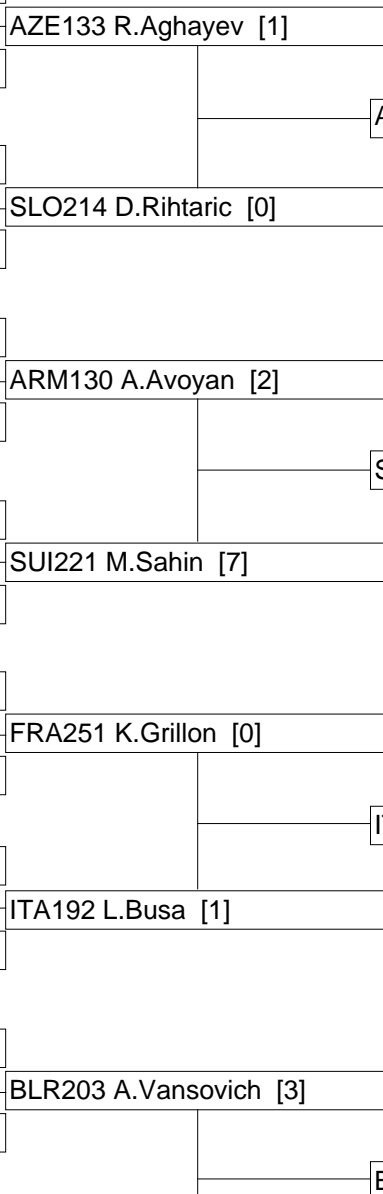 AZE133 R.Aghayev [1]
SLO214 D.Rihtaric [0]
ARM130 A.Avoyan [2]
SUI221 M.Sahin [7]
FRA251 K.Grillon [0]
ITA192 L.Busa [1]
BLR203 A.Vansovich [3]